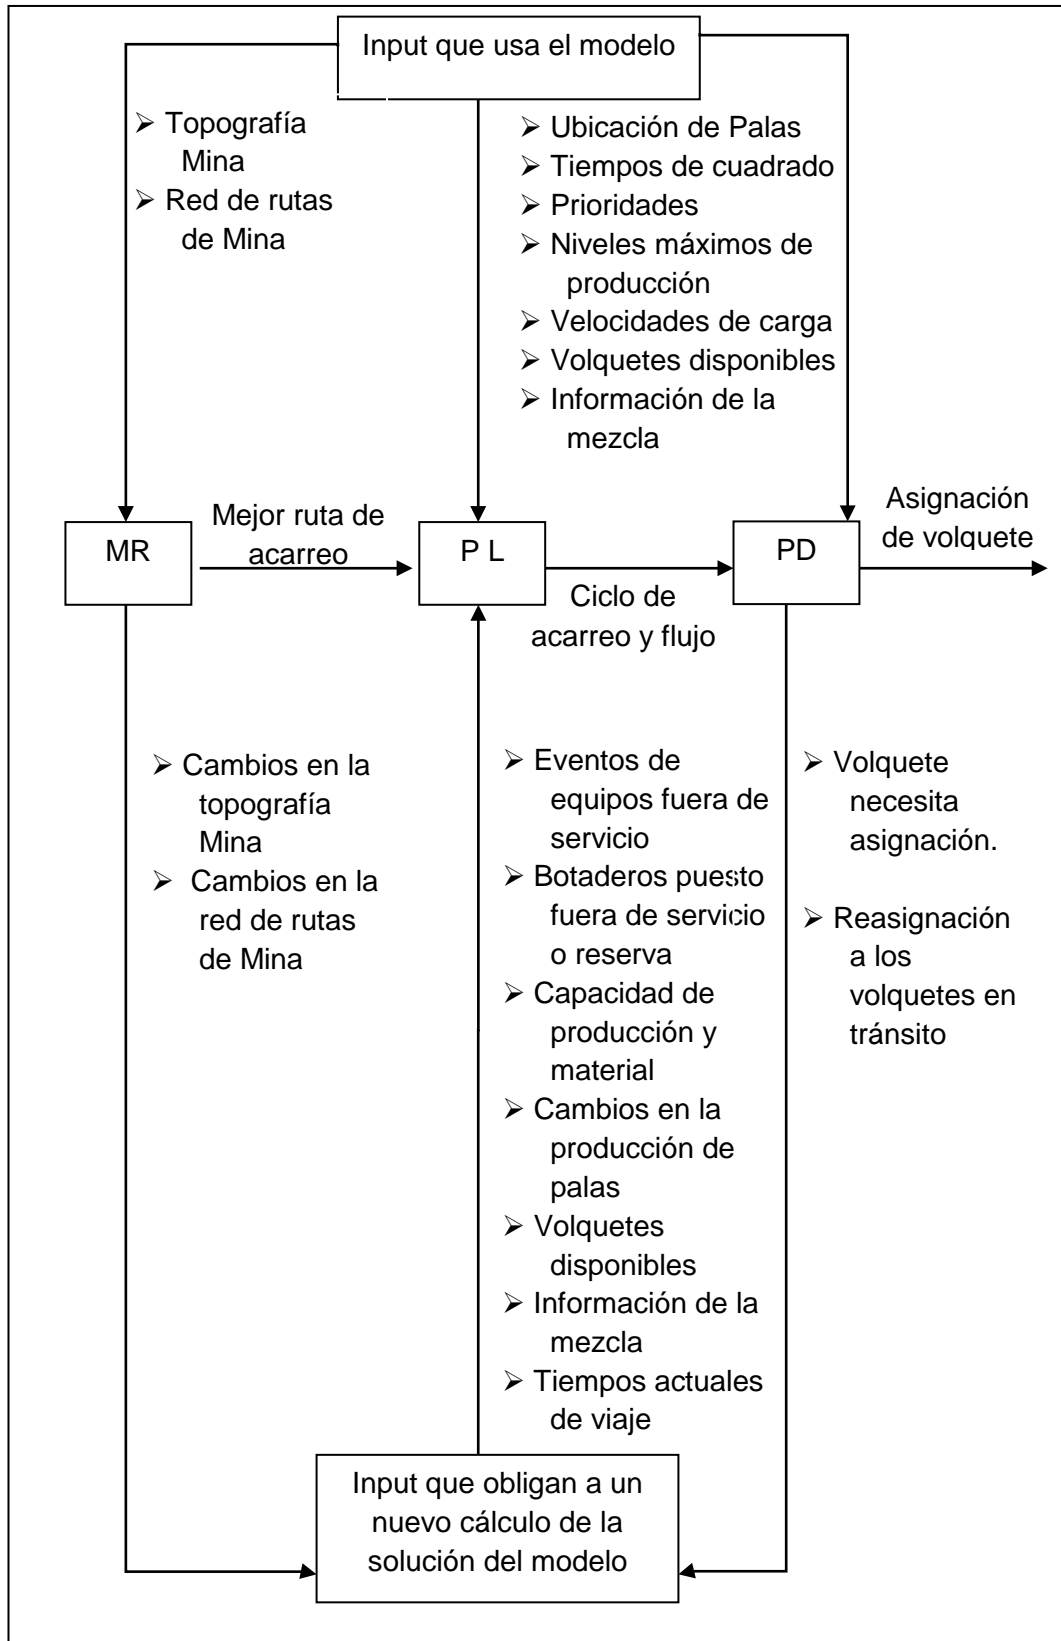 Input que usa el modelo
➢ Topografía
Mina
➢ Red de rutas
de Mina
➢ Ubicación de Palas
➢ Tiempos de cuadrado
➢ Prioridades
➢ Niveles máximos de
producción
➢ Velocidades de carga
➢ Volquetes disponibles
➢ Información de la
mezcla
MR
Mejor ruta de
acarreo
P L
Ciclo de
acarreo y flujo
PD
Asignación
de volquete
➢ Cambios en la
topografía
Mina
➢ Cambios en la
red de rutas
de Mina
➢ Eventos de
equipos fuera de
servicio
➢ Botaderos puesto
fuera de servicio
o reserva
➢ Capacidad de
producción y
material
➢ Cambios en la
producción de
palas
➢ Volquetes
disponibles
➢ Información de la
mezcla
➢ Tiempos actuales
de viaje
➢ Volquete
necesita
asignación.
➢ Reasignación
a los
volquetes en
tránsito
Input que obligan a un
nuevo cálculo de la
solución del modelo